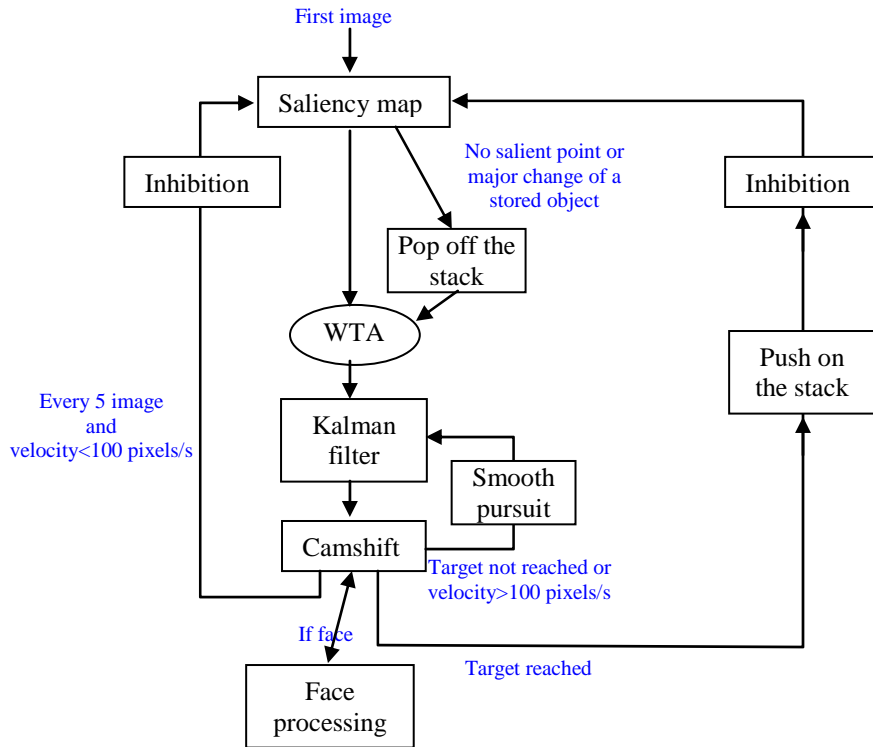 First image
Saliency map
No salient point or
major change of a
stored object
Inhibition
Inhibition
Pop off the
stack
WTA
Push on
the stack
Every 5 image
and
velocity<100 pixels/s
Kalman
filter
Smooth
pursuit
Camshift
Target not reached or
velocity>100 pixels/s
If face
Target reached
Face
processing